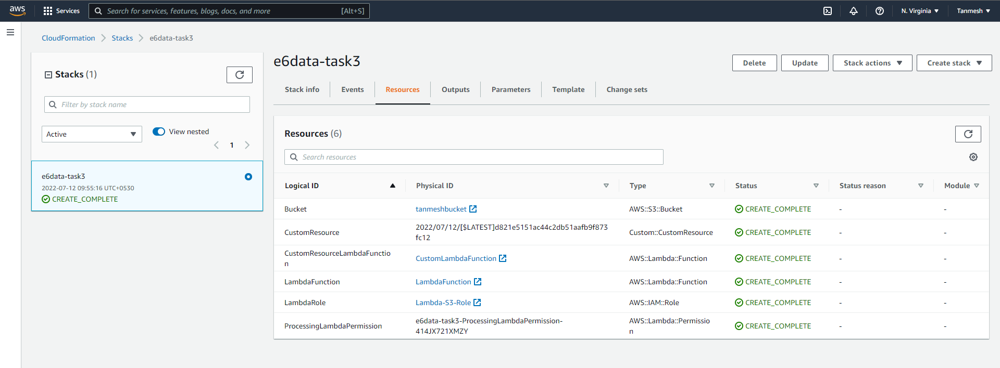 aws Services Search for services, features, blogs, docs, and more [Alt+S] N. Virginia Tanmesh
CloudFormation Stacks e6data-task3
Stacks (1)
Filter by stack name
Active View nested
1
e6data-task3
2022-07-12 09:55:16 UTC+0530
CREATE_COMPLETE
e6data-task3
Delete Update Stack actions Create stack
Stack info Events Resources Outputs Parameters Template Change sets
Resources (6)
Search resources
Logical ID Physical ID Type Status Status reason Module
Bucket tanmeshbucket AWS::S3::Bucket CREATE_COMPLETE - -
2022/07/12/[$LATEST]d821e5151ac44c2db51aafb9f873
CustomResource Custom::CustomResource CREATE_COMPLETE - -
fc12
CustomResourceLambdaFunctio
CustomLambdaFunction AWS::Lambda::Function CREATE_COMPLETE - -
n
LambdaFunction LambdaFunction AWS::Lambda::Function CREATE_COMPLETE - -
LambdaRole Lambda-S3-Role AWS::IAM::Role CREATE_COMPLETE - -
e6data-task3-ProcessingLambdaPermission- AWS::Lambda::Permissio
ProcessingLambdaPermission CREATE_COMPLETE - -
414JX721XMZY n